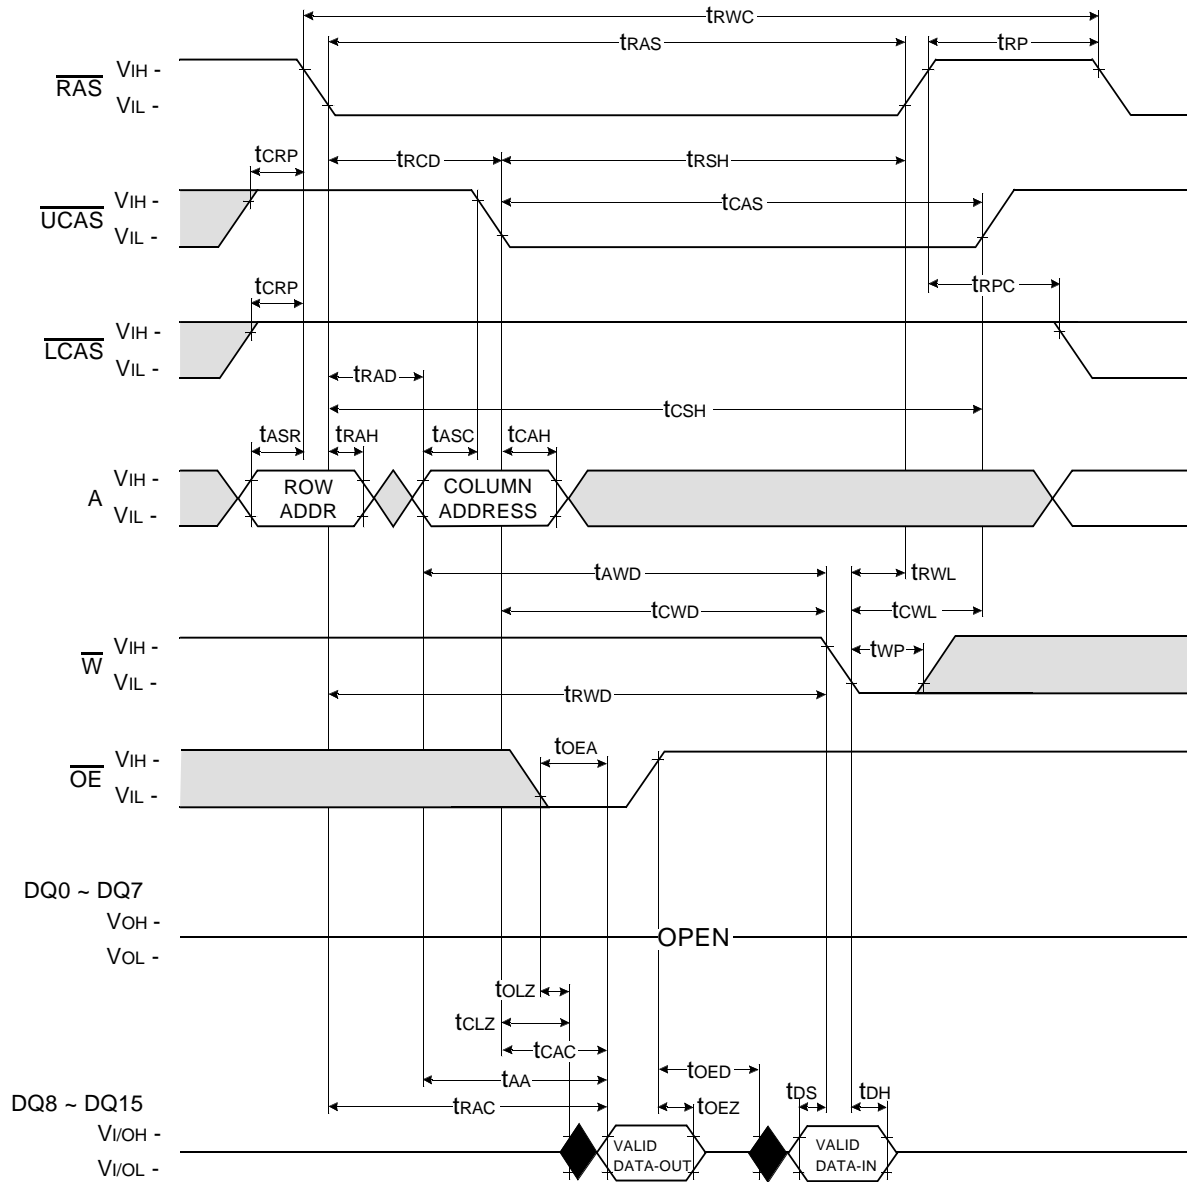 tRWC
tRAS
tRP
RAS
VIH -
VIL -
tCRP
tRCD
tRSH
UCAS
VIH -
VIL -
tCAS
tCRP
tRPC
LCAS
VIH -
VIL -
tRAD
tCSH
tASR
tRAH
tASC
tCAH
A
VIH -
VIL -
ROW
ADDR
COLUMN
ADDRESS
tAWD
tRWL
tCWD
tCWL
W
VIH -
VIL -
tWP
tRWD
OE
VIH -
VIL -
tOEA
DQ0 ~ DQ7
VOH -
VOL -
OPEN
tOLZ
tCLZ
tCAC
tAA
tOED
tRAC
tOEZ
tDS
tDH
DQ8 ~ DQ15
VI/OH -
VI/OL -
VALID
DATA-OUT
VALID
DATA-IN